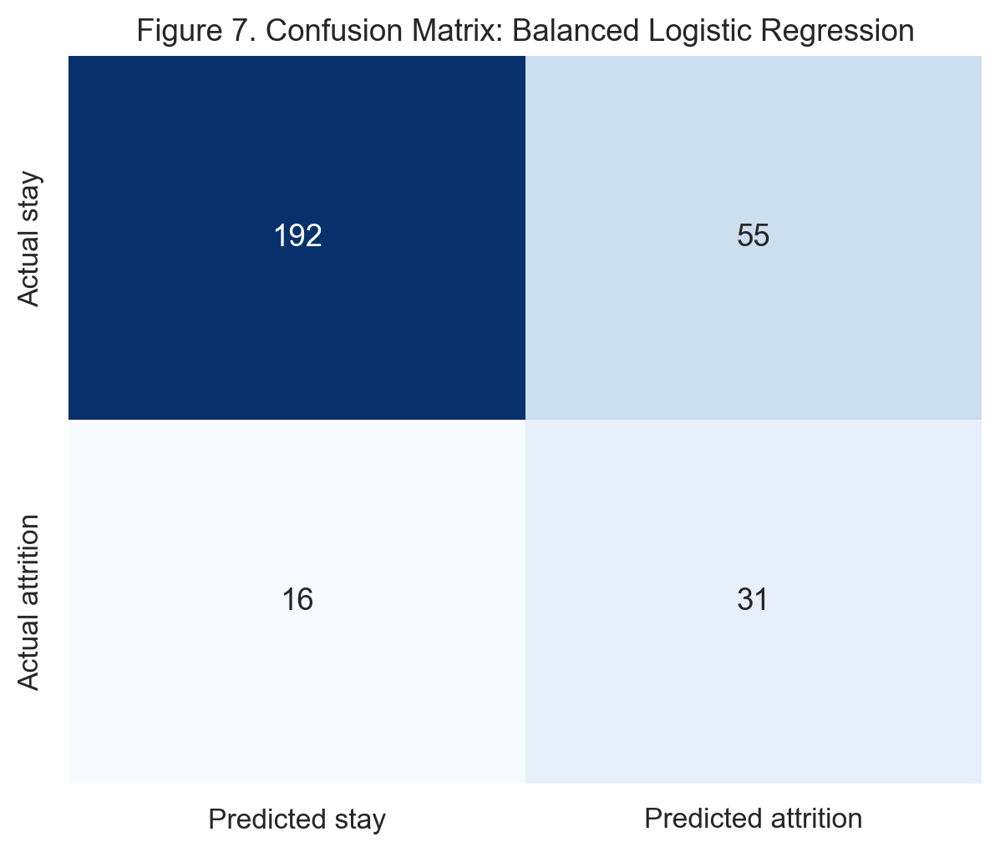 Figure 7. Confusion Matrix: Balanced Logistic Regression
Actual stay
192
55
Actual attrition
16
31
Predicted stay
Predicted attrition